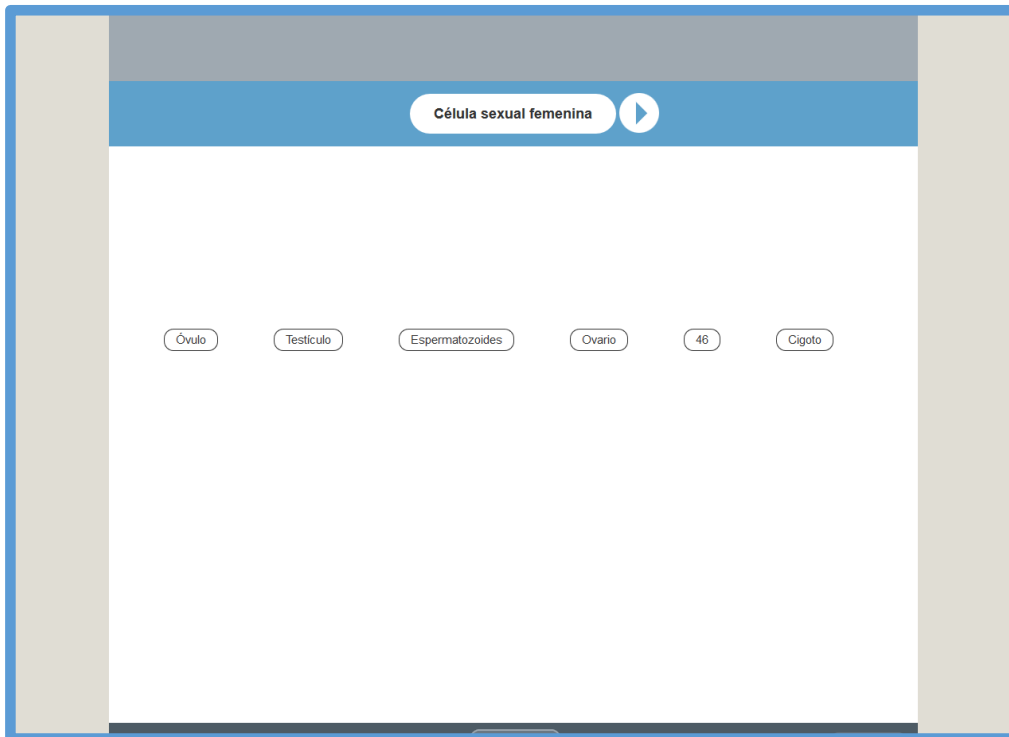 Célula sexual femenina
Óvulo Testículo Espermatozoides Ovario 46 Cigoto